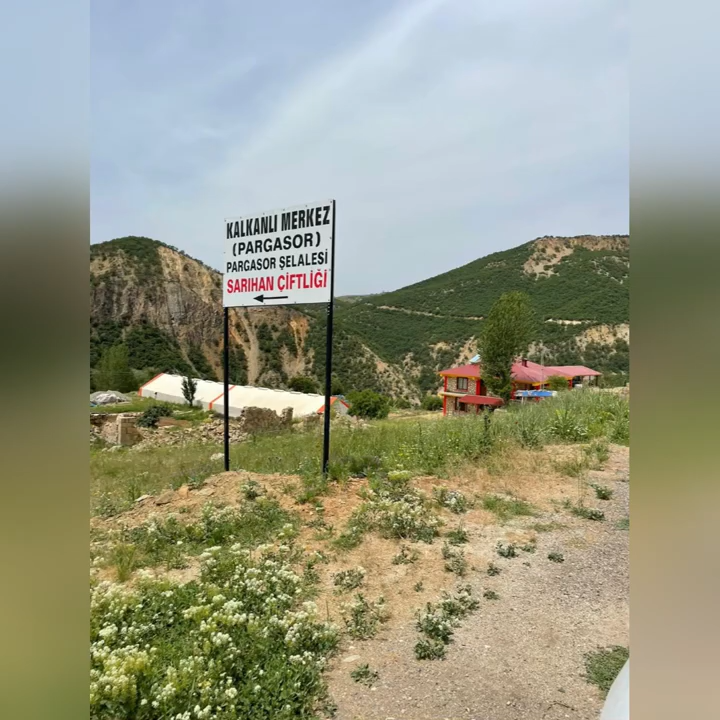 KALKANLI MERKEZ
(PARGASOR)
PARGASOR ŞELALESİ
SARIHAN ÇİFTLİĞİ